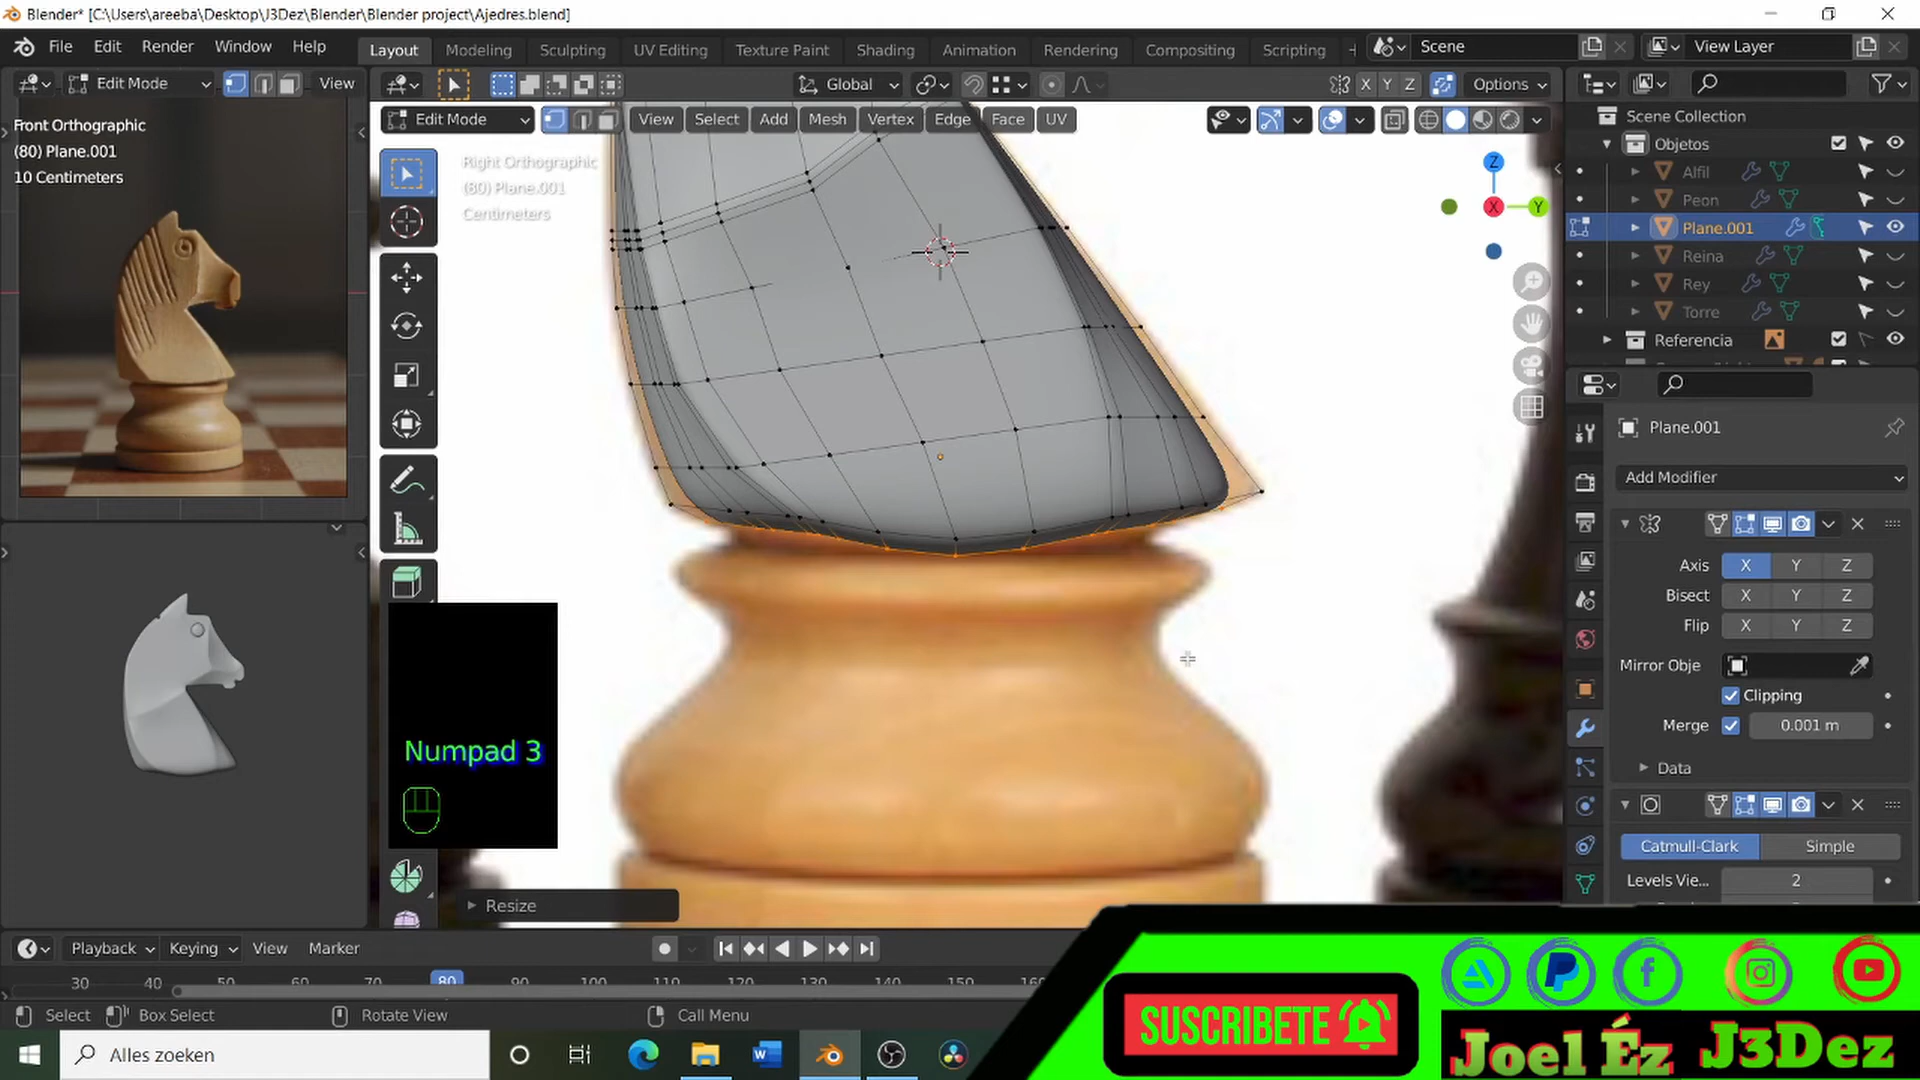 Blender* [C:\Users\areeba\Desktop\J3Dez\Blender\Blender project\Ajedres.blend]
File Edit Render Window Help
Layout Modeling Sculpting UV Editing Texture Paint Shading Animation Rendering Compositing Scripting
Scene
View Layer
Edit Mode View
Global
X Y Z Options
Edit Mode View Select Add Mesh Vertex Edge Face UV
Front Orthographic
(80) Plane.001
10 Centimeters
Right Orthographic
(80) Plane.001
Centimeters
Z
X
Y
Scene Collection
Objetos
Alfil
Peon
Plane.001
Reina
Rey
Torre
Referencia
Plane.001
Add Modifier
Axis X Y Z
Bisect X Y Z
Flip X Y Z
Mirror Obje
Clipping
Merge 0.001 m
Data
Catmull-Clark Simple
Levels Vie... 2
Numpad 3
Resize
Playback Keying View Marker
30 40 50 60 70 80 90 100 110 120 130 140 150
Select Box Select Rotate View Call Menu
Alles zoeken
SUSCRIBETE
Joel Éz J3Dez